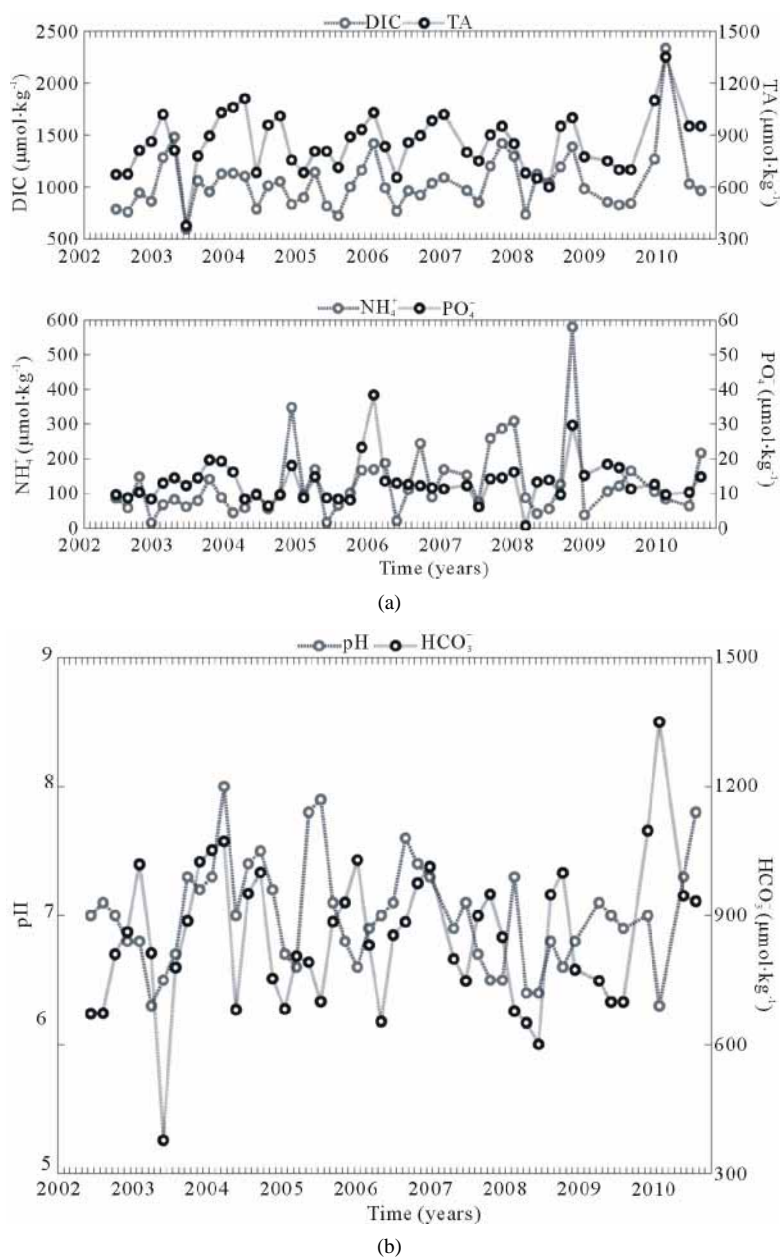 DIC TA
2500 1500
2000 1200
1500 900
1000 600
500 300
DIC (μmol·kg⁻¹)
TA (μmol·kg⁻¹)
2002 2003 2004 2005 2006 2007 2008 2009 2010
NH₄⁺ PO₄⁻
600 60
500 50
400 40
300 30
200 20
100 10
0 0
NH₄⁺ (μmol·kg⁻¹)
PO₄⁻ (μmol·kg⁻¹)
2002 2003 2004 2005 2006 2007 2008 2009 2010
Time (years)
(a)
pH HCO₃⁻
9 1500
8 1200
7 900
6 600
5 300
pH
HCO₃⁻ (μmol·kg⁻¹)
2002 2003 2004 2005 2006 2007 2008 2009 2010
Time (years)
(b)